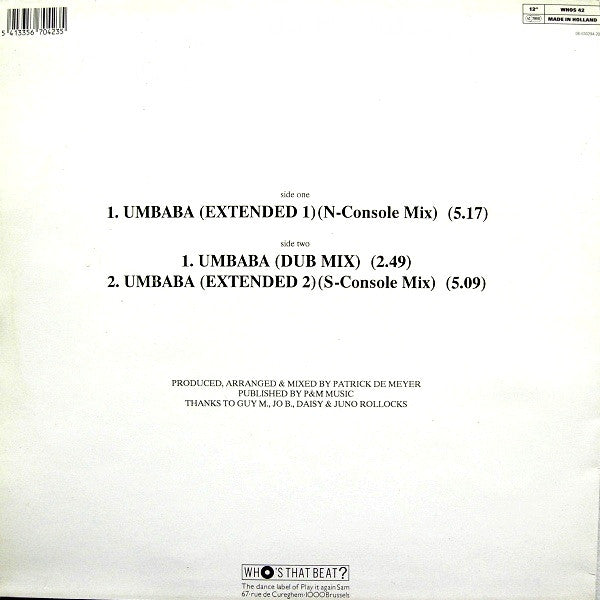 5 413356 704235
12" WHOS 42
MADE IN HOLLAND
side one
1. UMBABA (EXTENDED 1)(N-Console Mix) (5.17)
side two
1. UMBABA (DUB MIX) (2.49)
2. UMBABA (EXTENDED 2)(S-Console Mix) (5.09)
PRODUCED, ARRANGED & MIXED BY PATRICK DE MEYER
PUBLISHED BY P&M MUSIC
THANKS TO GUY M., JO B., DAISY & JUNO ROLLOCKS
WHO'S THAT BEAT?
The dance label of Play it again Sam
67 rue de Cureghem·1000 Brussels